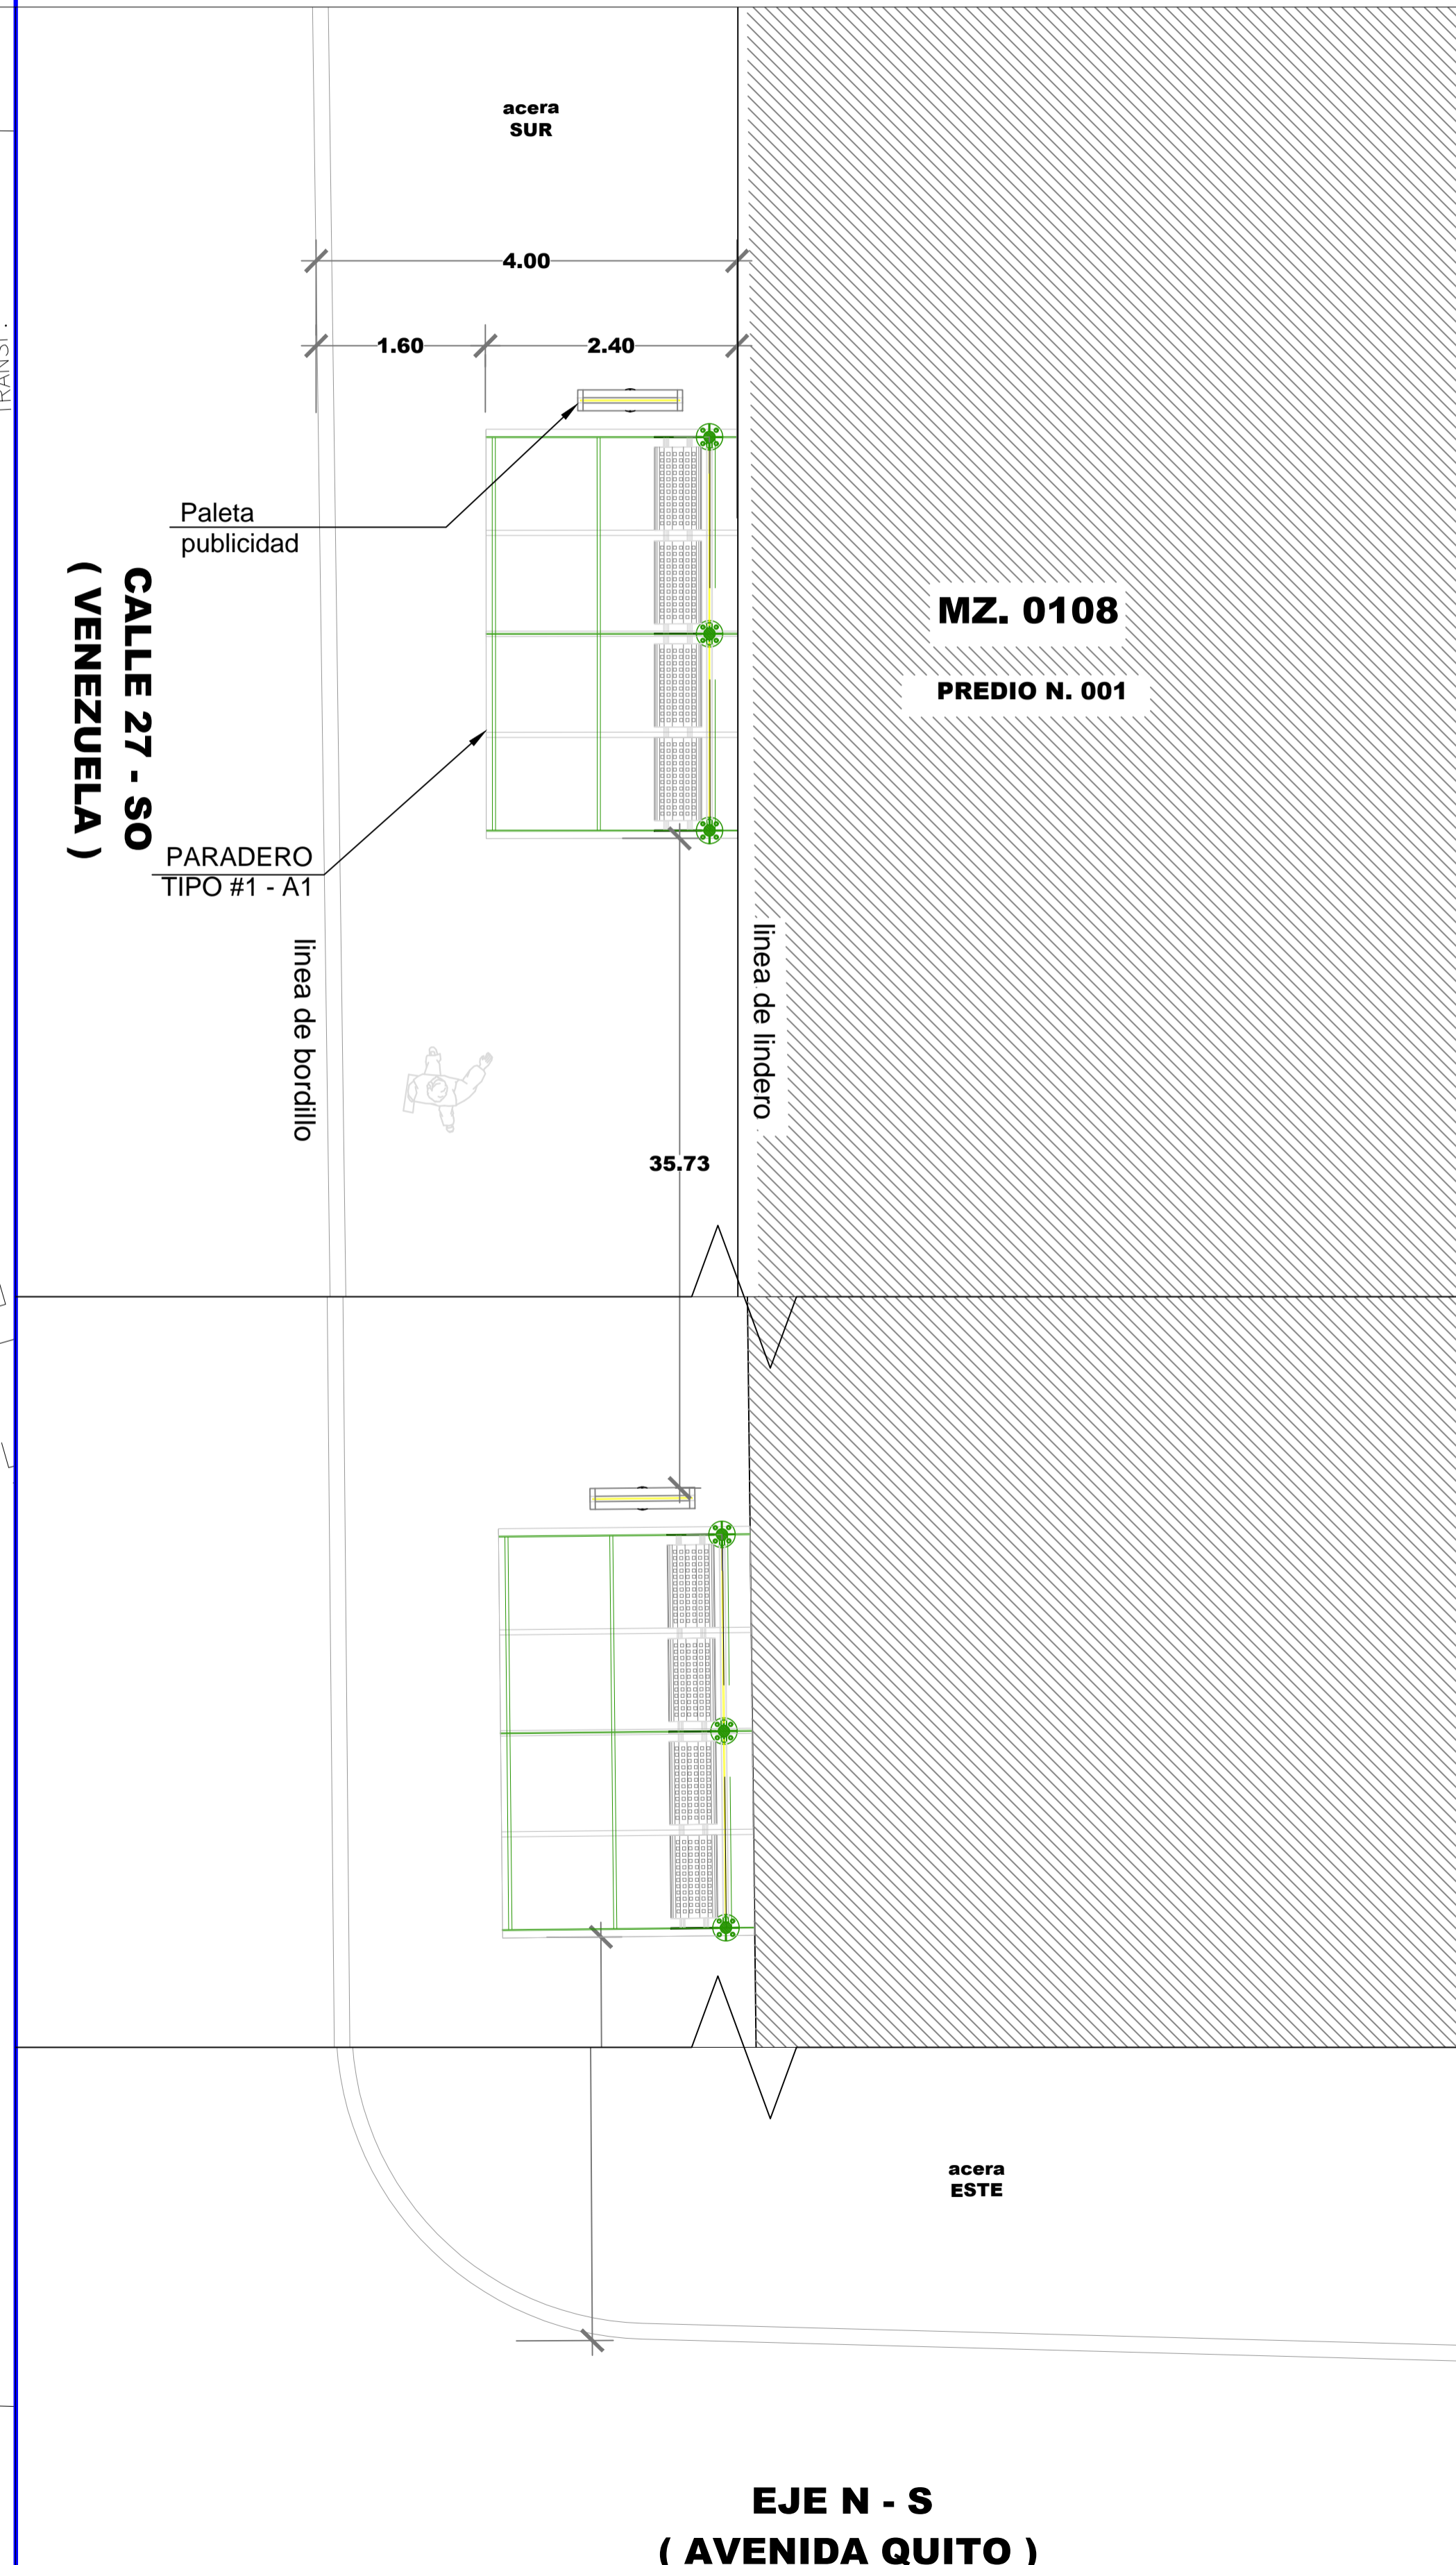 acera
SUR
4.00
1.60
2.40
Paleta
publicidad
CALLE 27 - SO
( VENEZUELA )
MZ. 0108
PREDIO N. 001
PARADERO
TIPO #1 - A1
linea de bordillo
linea de lindero
35.73
acera
ESTE
EJE N - S
( AVENIDA QUITO )